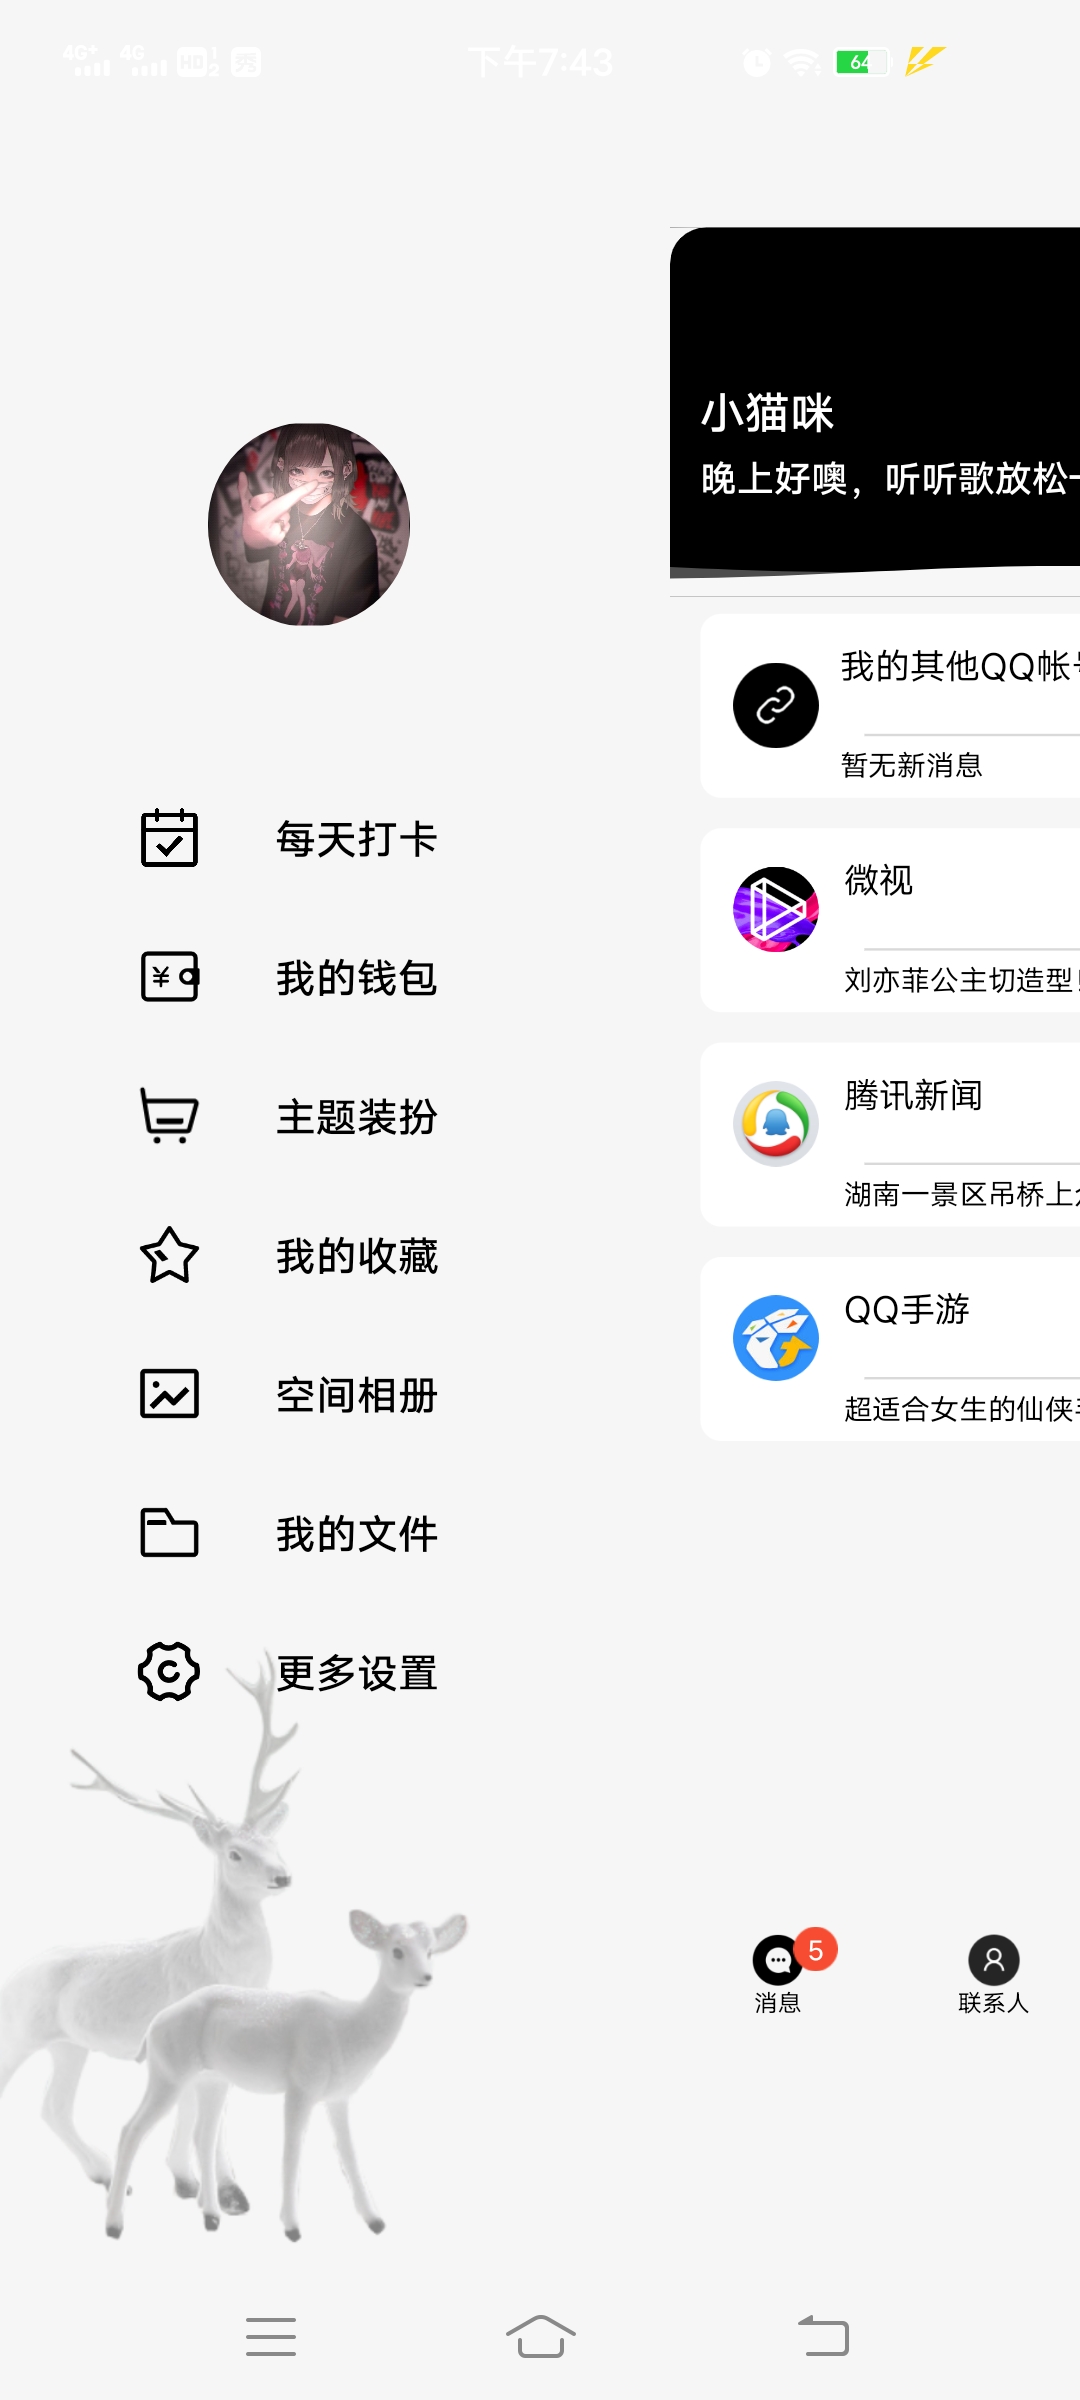 4G+ 4G HD 1 2 秀
下午7:43
64
小猫咪
晚上好噢，听听歌放松
我的其他QQ帐号
暂无新消息
微视
刘亦菲公主切造型!
腾讯新闻
湖南一景区吊桥上
QQ手游
超适合女生的仙侠
每天打卡
我的钱包
主题装扮
我的收藏
空间相册
我的文件
更多设置
5
消息
联系人